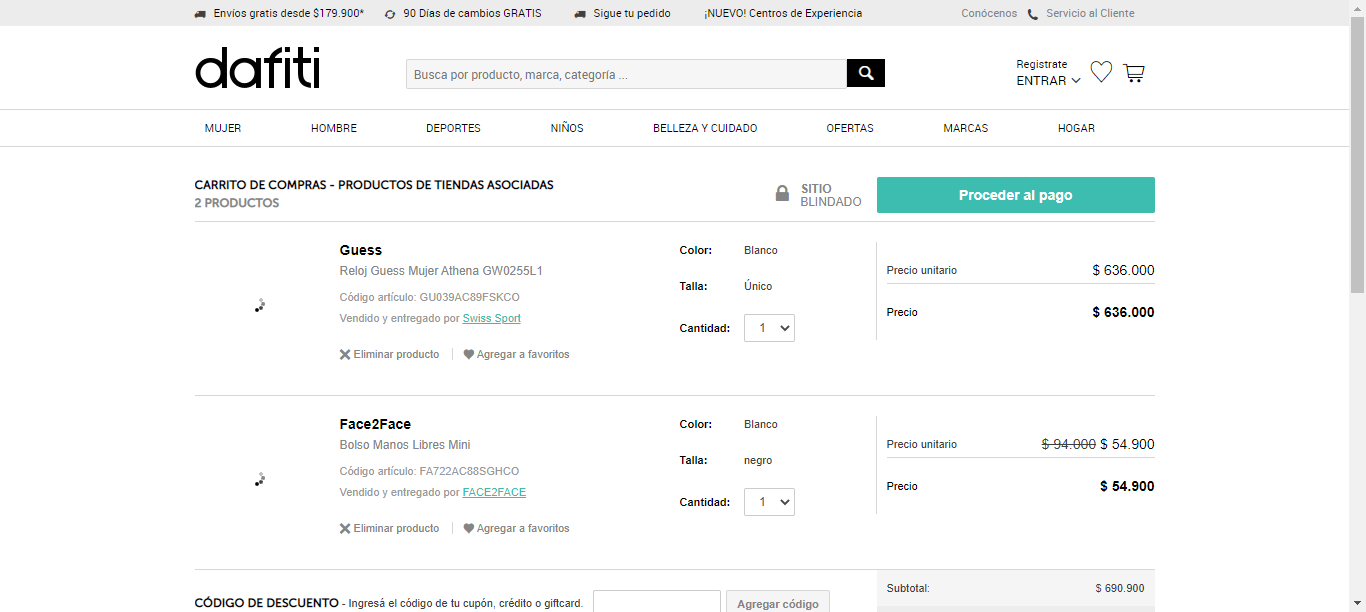 Envíos gratis desde $179.900* 90 Días de cambios GRATIS Sigue tu pedido ¡NUEVO! Centros de Experiencia Conócenos Servicio al Cliente
dafiti
Busca por producto, marca, categoría ...
Registrate
ENTRAR
MUJER HOMBRE DEPORTES NIÑOS BELLEZA Y CUIDADO OFERTAS MARCAS HOGAR
CARRITO DE COMPRAS - PRODUCTOS DE TIENDAS ASOCIADAS
2 PRODUCTOS
SITIO
BLINDADO
Proceder al pago
Guess
Reloj Guess Mujer Athena GW0255L1
Código artículo: GU039AC89FSKCO
Vendido y entregado por Swiss Sport
Eliminar producto Agregar a favoritos
Color: Blanco
Talla: Único
Cantidad: 1
Precio unitario $ 636.000
Precio $ 636.000
Face2Face
Bolso Manos Libres Mini
Código artículo: FA722AC88SGHCO
Vendido y entregado por FACE2FACE
Eliminar producto Agregar a favoritos
Color: Blanco
Talla: negro
Cantidad: 1
Precio unitario $ 94.000 $ 54.900
Precio $ 54.900
CÓDIGO DE DESCUENTO - Ingresá el código de tu cupón, crédito o giftcard. Agregar código
Subtotal: $ 690.900